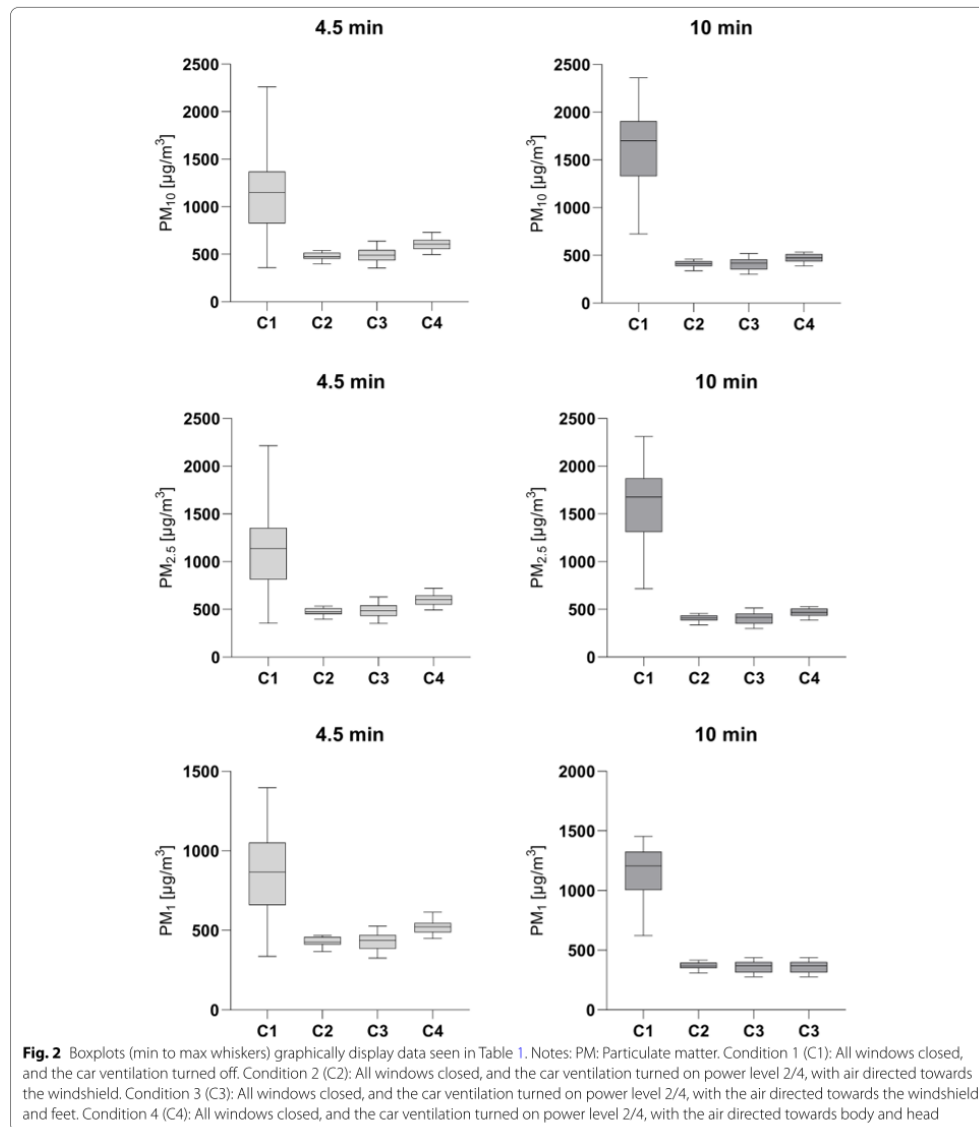 4.5 min 10 min
2500 2500
2000 2000
1500 1500
1000 1000
500 500
0 0
PM10 [µg/m3] PM10 [µg/m3]
C1 C2 C3 C4 C1 C2 C3 C4
4.5 min 10 min
2500 2500
2000 2000
1500 1500
1000 1000
500 500
0 0
PM2.5 [µg/m3] PM2.5 [µg/m3]
C1 C2 C3 C4 C1 C2 C3 C4
4.5 min 10 min
1500 2000
1000 1500
500 1000
0 500
0
PM1 [µg/m3] PM1 [µg/m3]
C1 C2 C3 C4 C1 C2 C3 C3
Fig. 2 Boxplots (min to max whiskers) graphically display data seen in Table 1. Notes: PM: Particulate matter. Condition 1 (C1): All windows closed,
and the car ventilation turned off. Condition 2 (C2): All windows closed, and the car ventilation turned on power level 2/4, with air directed towards
the windshield. Condition 3 (C3): All windows closed, and the car ventilation turned on power level 2/4, with the air directed towards the windshield
and feet. Condition 4 (C4): All windows closed, and the car ventilation turned on power level 2/4, with the air directed towards body and head